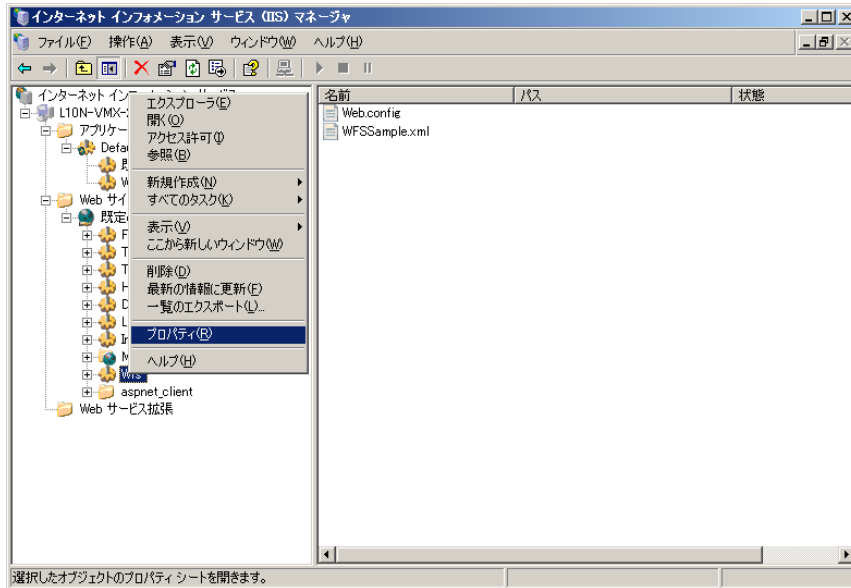 インターネット インフォメーション サービス (IIS) マネージャ
ファイル(F) 操作(A) 表示(V) ウィンドウ(W) ヘルプ(H)
インターネット イン
L10N-VMX-
アプリケー
Defa
Web サイ
既定
F
T
T
H
D
L
Ir
M
Wfs
aspnet_client
Web サービス拡張
エクスプローラ(E)
開く(O)
アクセス許可(I)
参照(B)
新規作成(N)
すべてのタスク(K)
表示(V)
ここから新しいウィンドウ(W)
削除(D)
最新の情報に更新(F)
一覧のエクスポート(L)...
プロパティ(R)
ヘルプ(H)
名前 パス 状態
Web.config
WFSSample.xml
選択したオブジェクトのプロパティ シートを開きます。